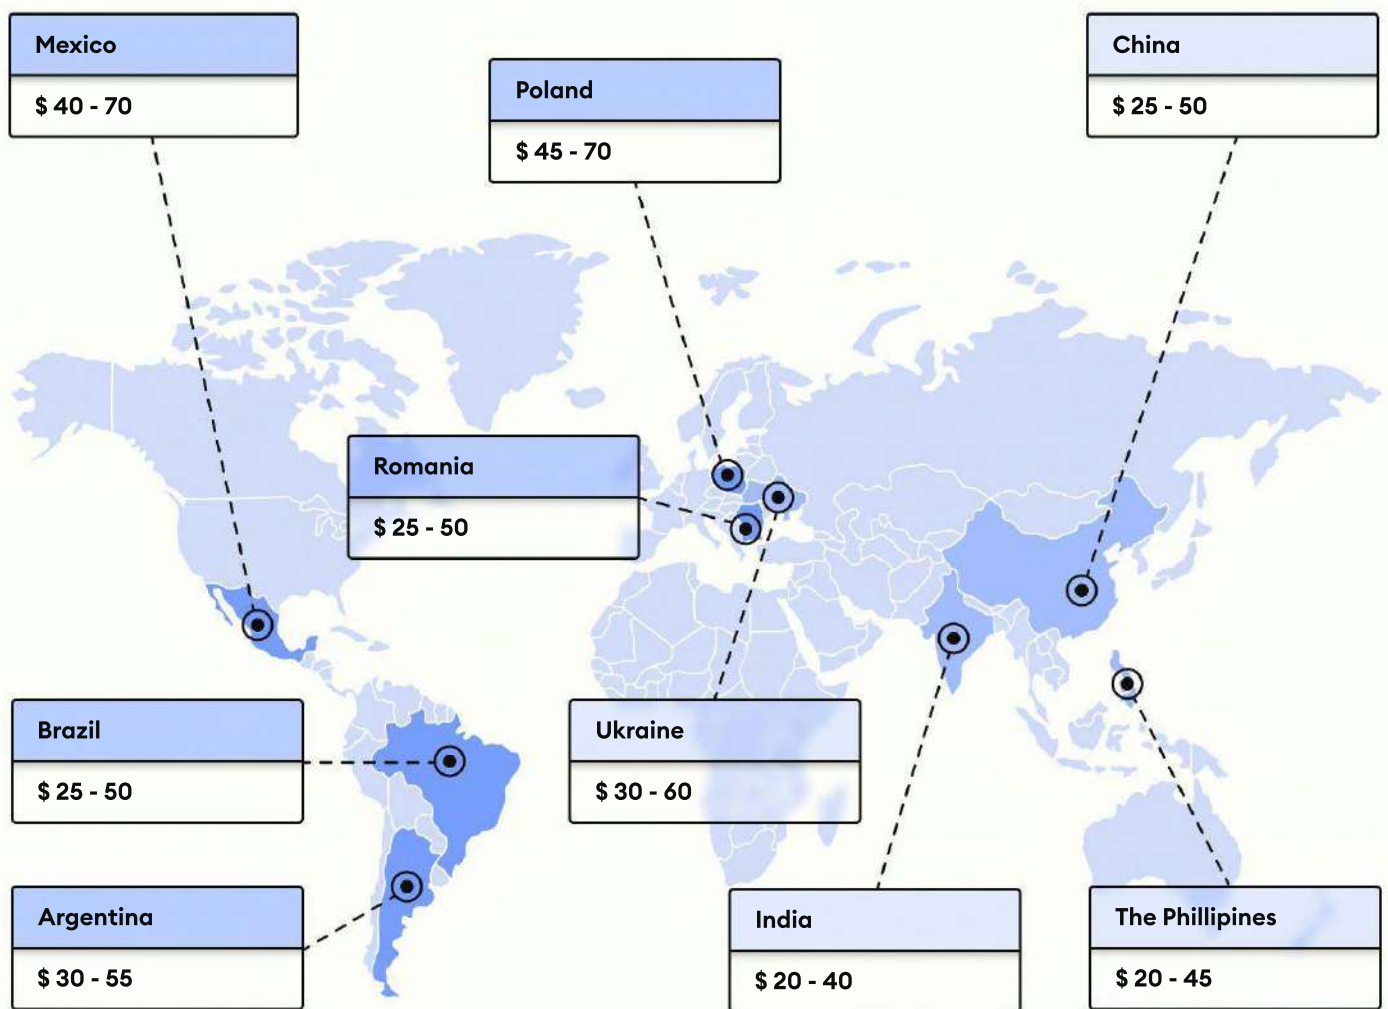 Mexico
$ 40 - 70
Poland
$ 45 - 70
China
$ 25 - 50
Romania
$ 25 - 50
Brazil
$ 25 - 50
Ukraine
$ 30 - 60
Argentina
$ 30 - 55
India
$ 20 - 40
The Phillipines
$ 20 - 45